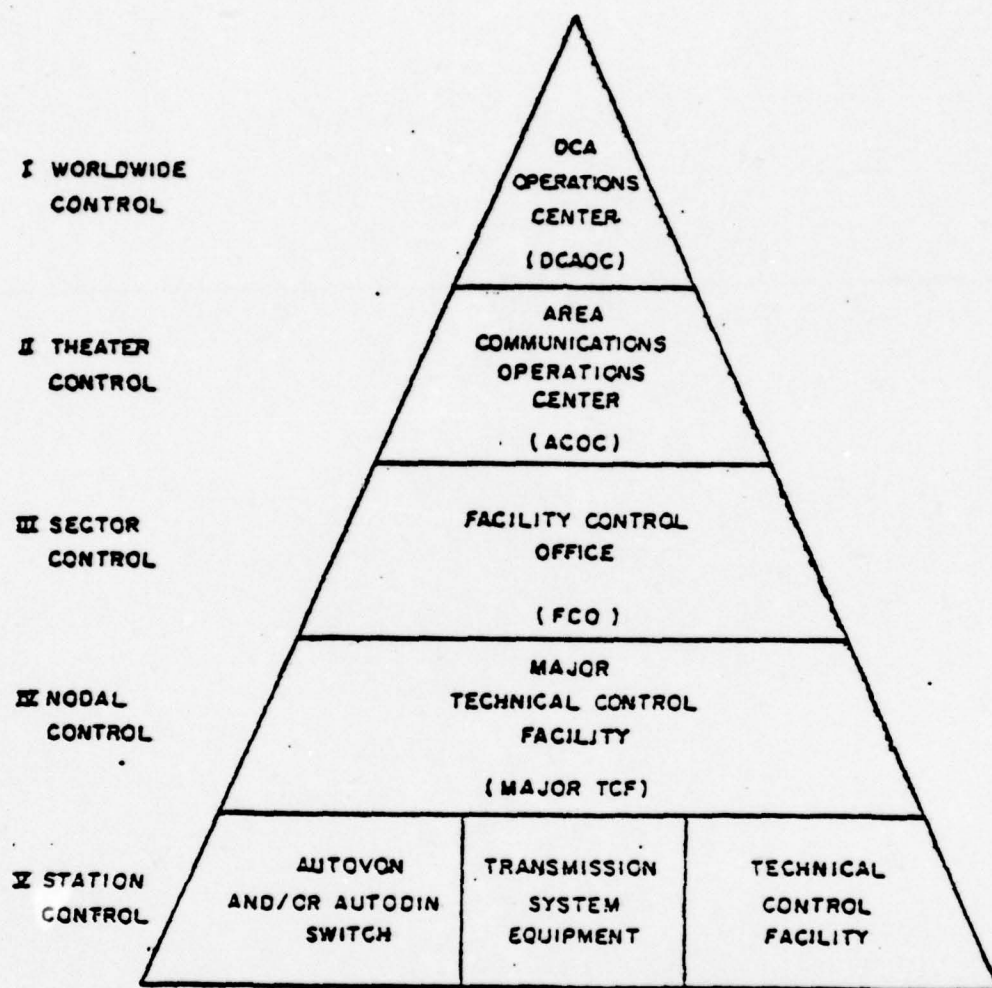 I WORLDWIDE
CONTROL
DCA
OPERATIONS
CENTER
(DCAOC)
II THEATER
CONTROL
AREA
COMMUNICATIONS
OPERATIONS
CENTER
(ACOC)
III SECTOR
CONTROL
FACILITY CONTROL
OFFICE
(FCO)
IV NODAL
CONTROL
MAJOR
TECHNICAL CONTROL
FACILITY
(MAJOR TCF)
V STATION
CONTROL
AUTOVON
AND/OR AUTODIN
SWITCH
TRANSMISSION
SYSTEM
EQUIPMENT
TECHNICAL
CONTROL
FACILITY